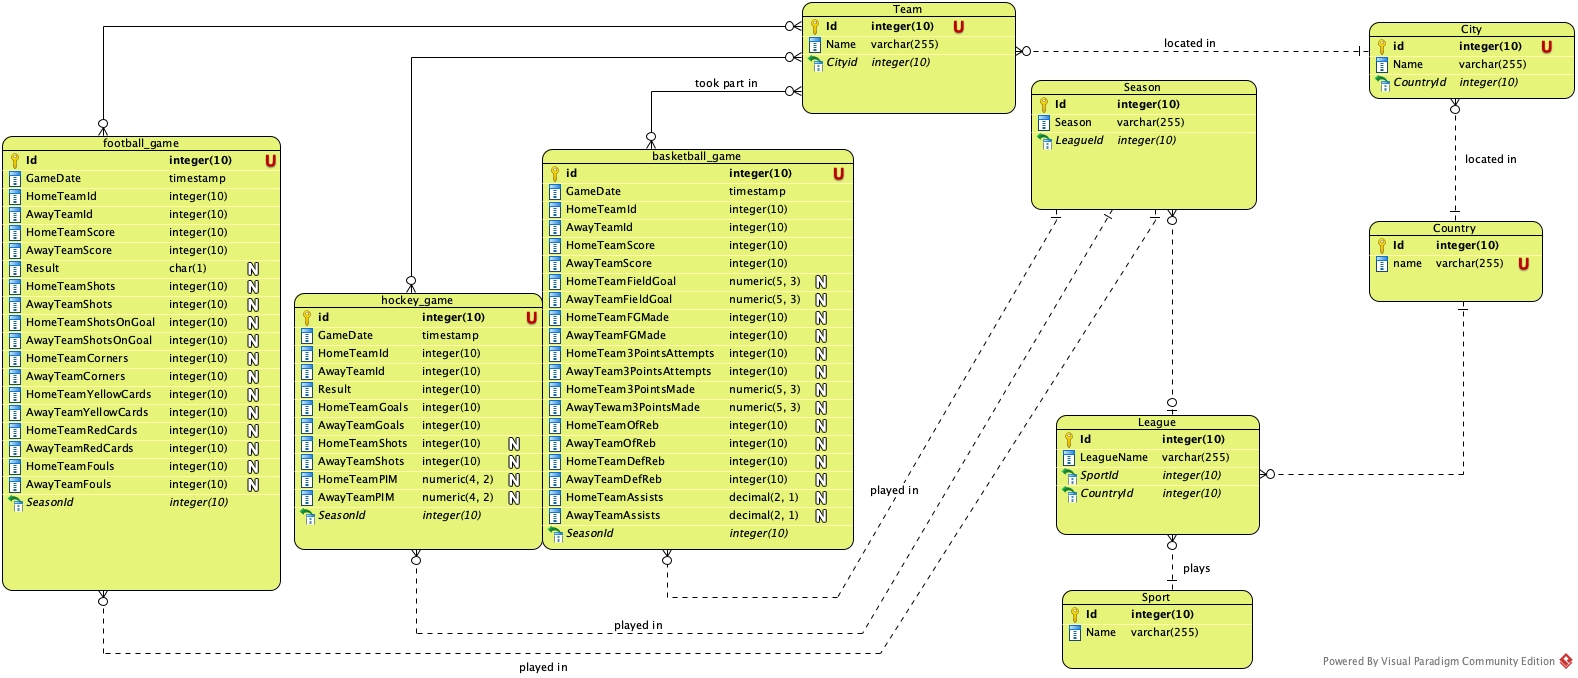 Team
Id integer(10) U
Name varchar(255)
Cityid integer(10)
located in
City
id integer(10) U
Name varchar(255)
CountryId integer(10)
took part in
Season
Id integer(10)
Season varchar(255)
LeagueId integer(10)
located in
football_game
Id integer(10) U
GameDate timestamp
HomeTeamId integer(10)
AwayTeamId integer(10)
HomeTeamScore integer(10)
AwayTeamScore integer(10)
Result char(1) N
HomeTeamShots integer(10) N
AwayTeamShots integer(10) N
HomeTeamShotsOnGoal integer(10) N
AwayTeamShotsOnGoal integer(10) N
HomeTeamCorners integer(10) N
AwayTeamCorners integer(10) N
HomeTeamYellowCards integer(10) N
AwayTeamYellowCards integer(10) N
HomeTeamRedCards integer(10) N
AwayTeamRedCards integer(10) N
HomeTeamFouls integer(10) N
AwayTeamFouls integer(10) N
SeasonId integer(10)
hockey_game
id integer(10) U
GameDate timestamp
HomeTeamId integer(10)
AwayTeamId integer(10)
Result integer(10)
HomeTeamGoals integer(10)
AwayTeamGoals integer(10)
HomeTeamShots integer(10) N
AwayTeamShots integer(10) N
HomeTeamPIM numeric(4, 2) N
AwayTeamPIM numeric(4, 2) N
SeasonId integer(10)
basketball_game
id integer(10) U
GameDate timestamp
HomeTeamId integer(10)
AwayTeamId integer(10)
HomeTeamScore integer(10)
AwayTeamScore integer(10)
HomeTeamFieldGoal numeric(5, 3) N
AwayTeamFieldGoal numeric(5, 3) N
HomeTeamFGMade integer(10) N
AwayTeamFGMade integer(10) N
HomeTeam3PointsAttempts integer(10) N
AwayTeam3PointsAttempts integer(10) N
HomeTeam3PointsMade numeric(5, 3) N
AwayTewam3PointsMade numeric(5, 3) N
HomeTeamOfReb integer(10) N
AwayTeamOfReb integer(10) N
HomeTeamDefReb integer(10) N
AwayTeamDefReb integer(10) N
HomeTeamAssists decimal(2, 1) N
AwayTeamAssists decimal(2, 1) N
SeasonId integer(10)
Country
Id integer(10)
name varchar(255) U
League
Id integer(10)
LeagueName varchar(255)
SportId integer(10)
CountryId integer(10)
played in
plays
Sport
Id integer(10)
Name varchar(255)
played in
played in
Powered By Visual Paradigm Community Edition